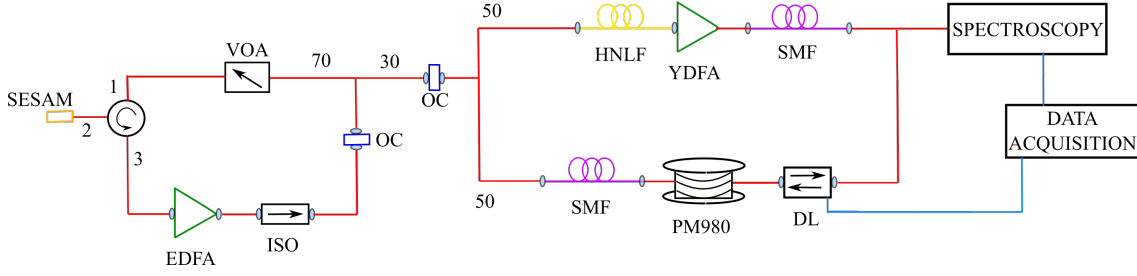 50
SPECTROSCOPY
VOA
70
30
HNLF
YDFA
SMF
1
SESAM
OC
2
OC
DATA
ACQUISITION
3
50
SMF
PM980
DL
EDFA
ISO